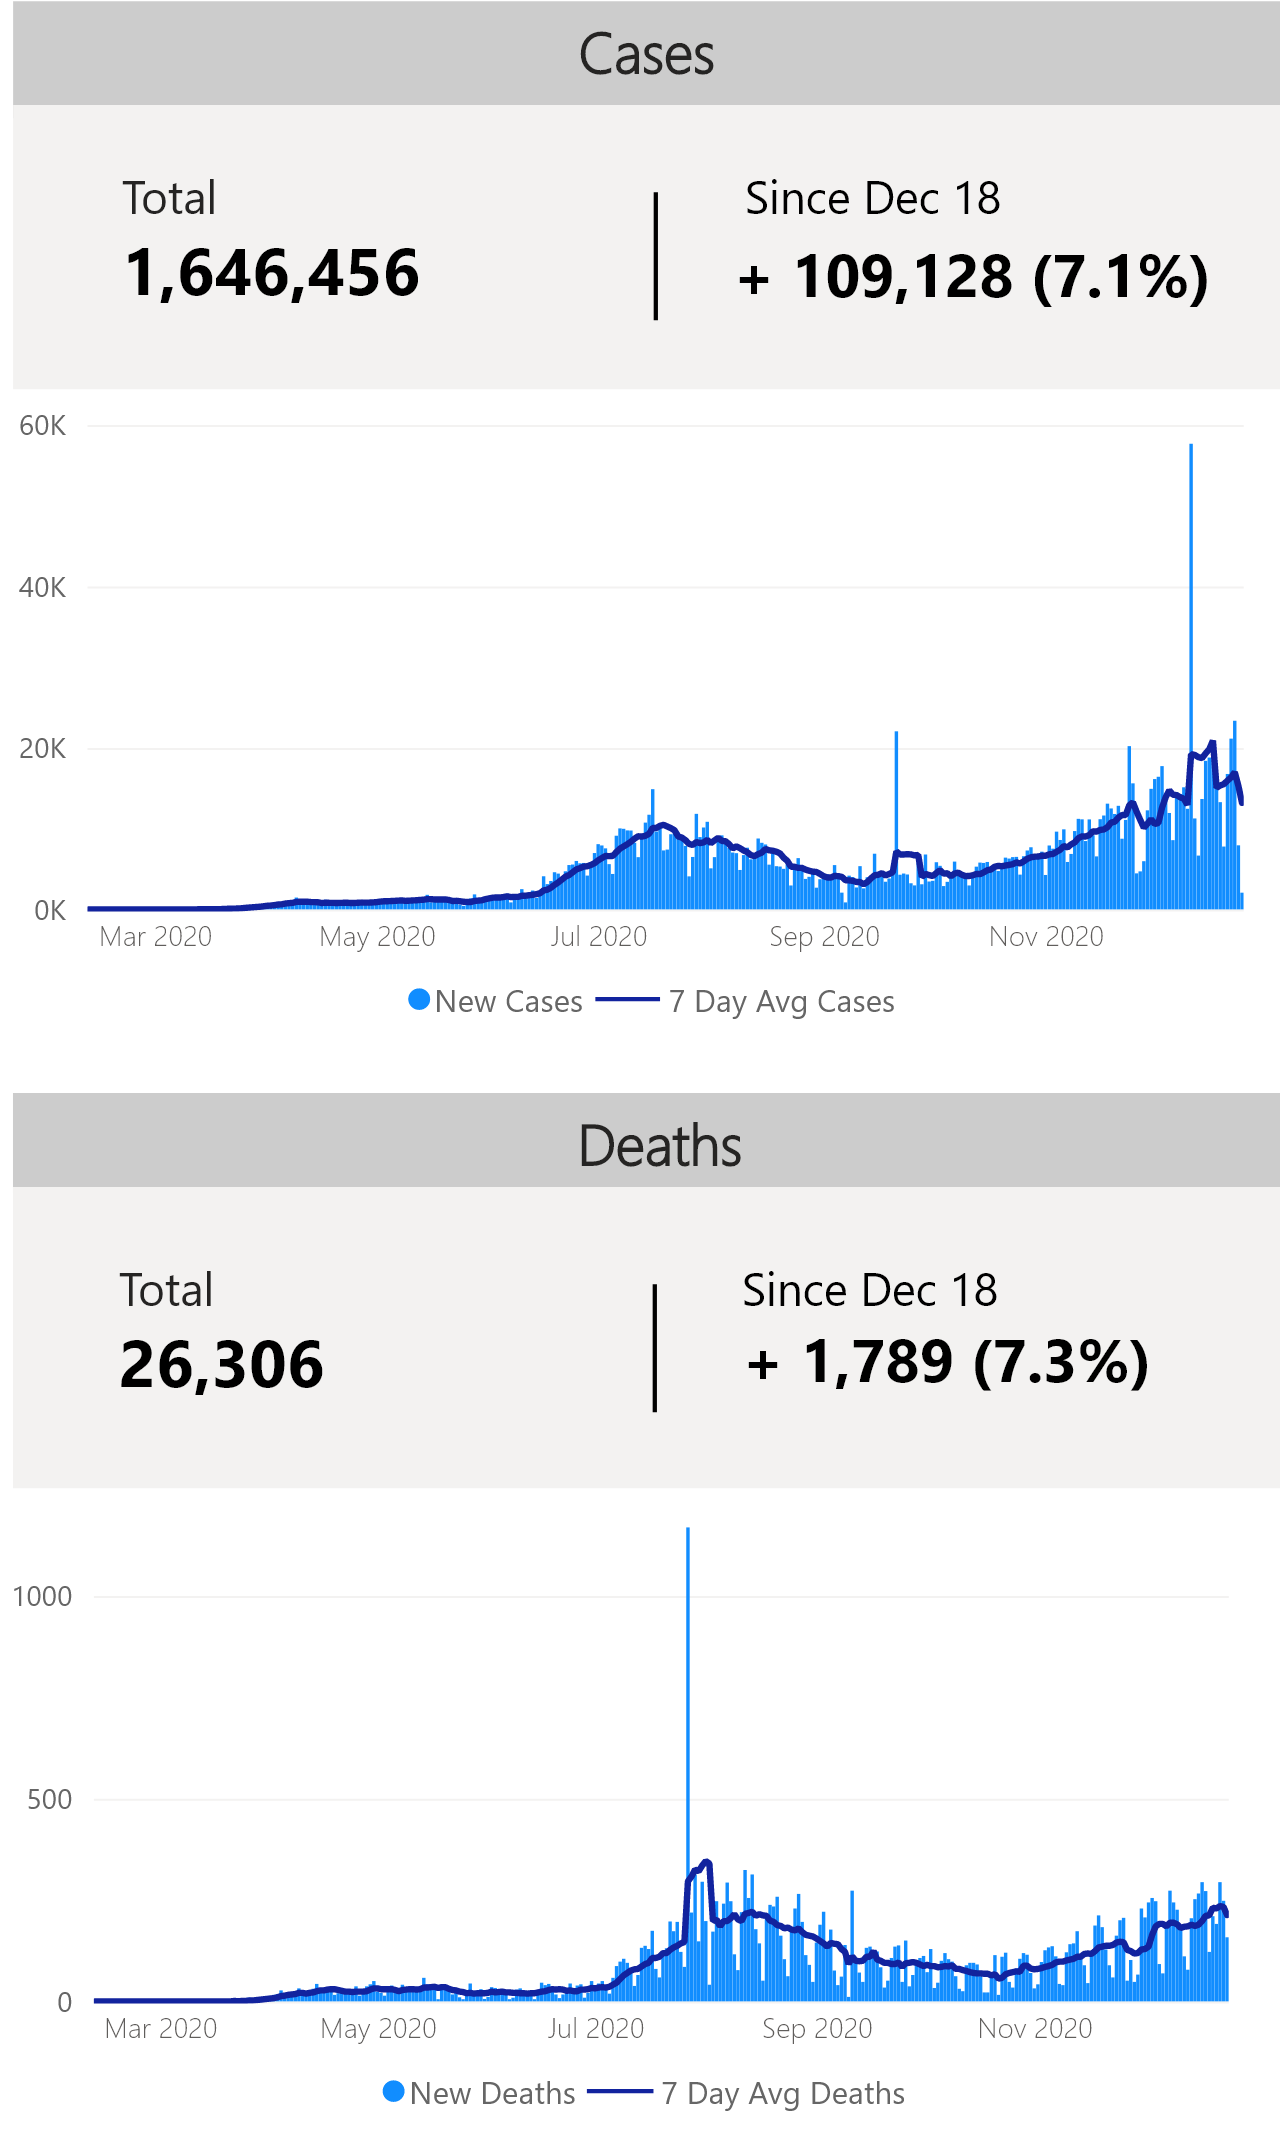 Cases
Total
Since Dec 18
1,646,456
+ 109,128 (7.1%)
60K
40K
20K
0K
Mar 2020
May 2020
Jul 2020
Sep 2020
Nov 2020
New Cases
7 Day Avg Cases
Deaths
Total
Since Dec 18
26,306
+ 1,789 (7.3%)
1000
500
0
Mar 2020
May 2020
Jul 2020
Sep 2020
Nov 2020
New Deaths
7 Day Avg Deaths